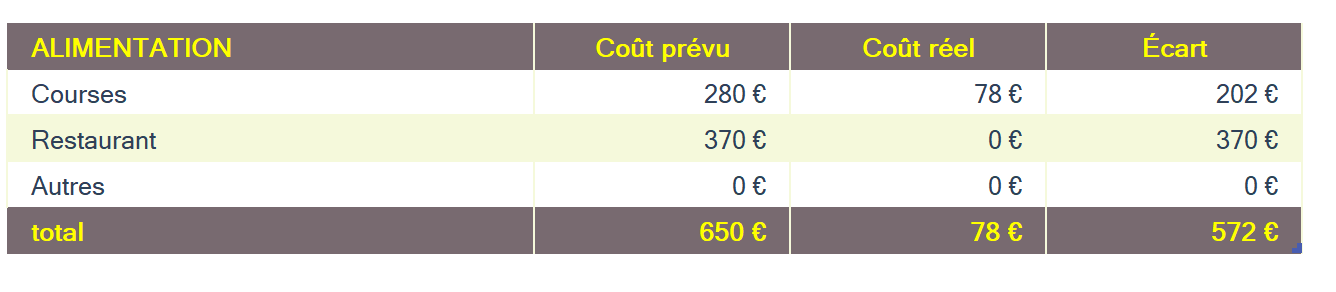 ALIMENTATION Coût prévu Coût réel Écart
Courses 280 € 78 € 202 €
Restaurant 370 € 0 € 370 €
Autres 0 € 0 € 0 €
total 650 € 78 € 572 €